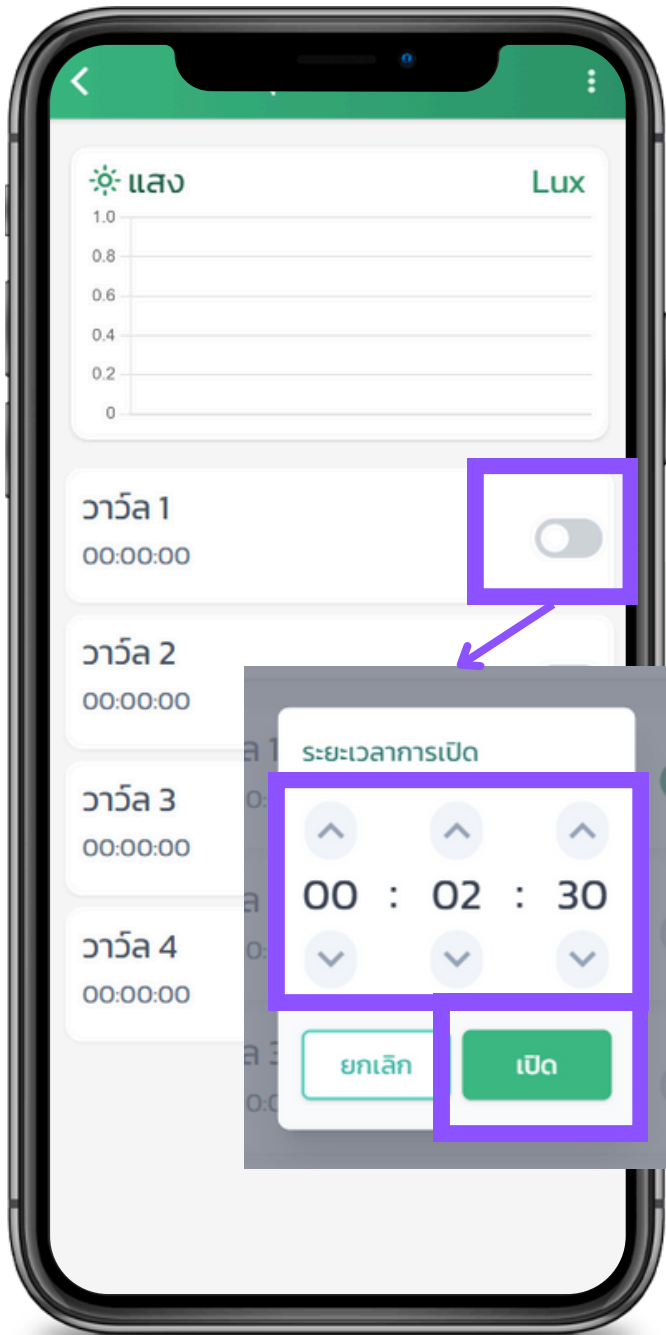 แสง
Lux
1.0
0.8
0.6
0.4
0.2
0
วาว์ล 1
00:00:00
วาว์ล 2
00:00:00
วาว์ล 3
00:00:00
วาว์ล 4
00:00:00
ระยะเวลาการเปิด
00 : 02 : 30
ยกเลิก
เปิด